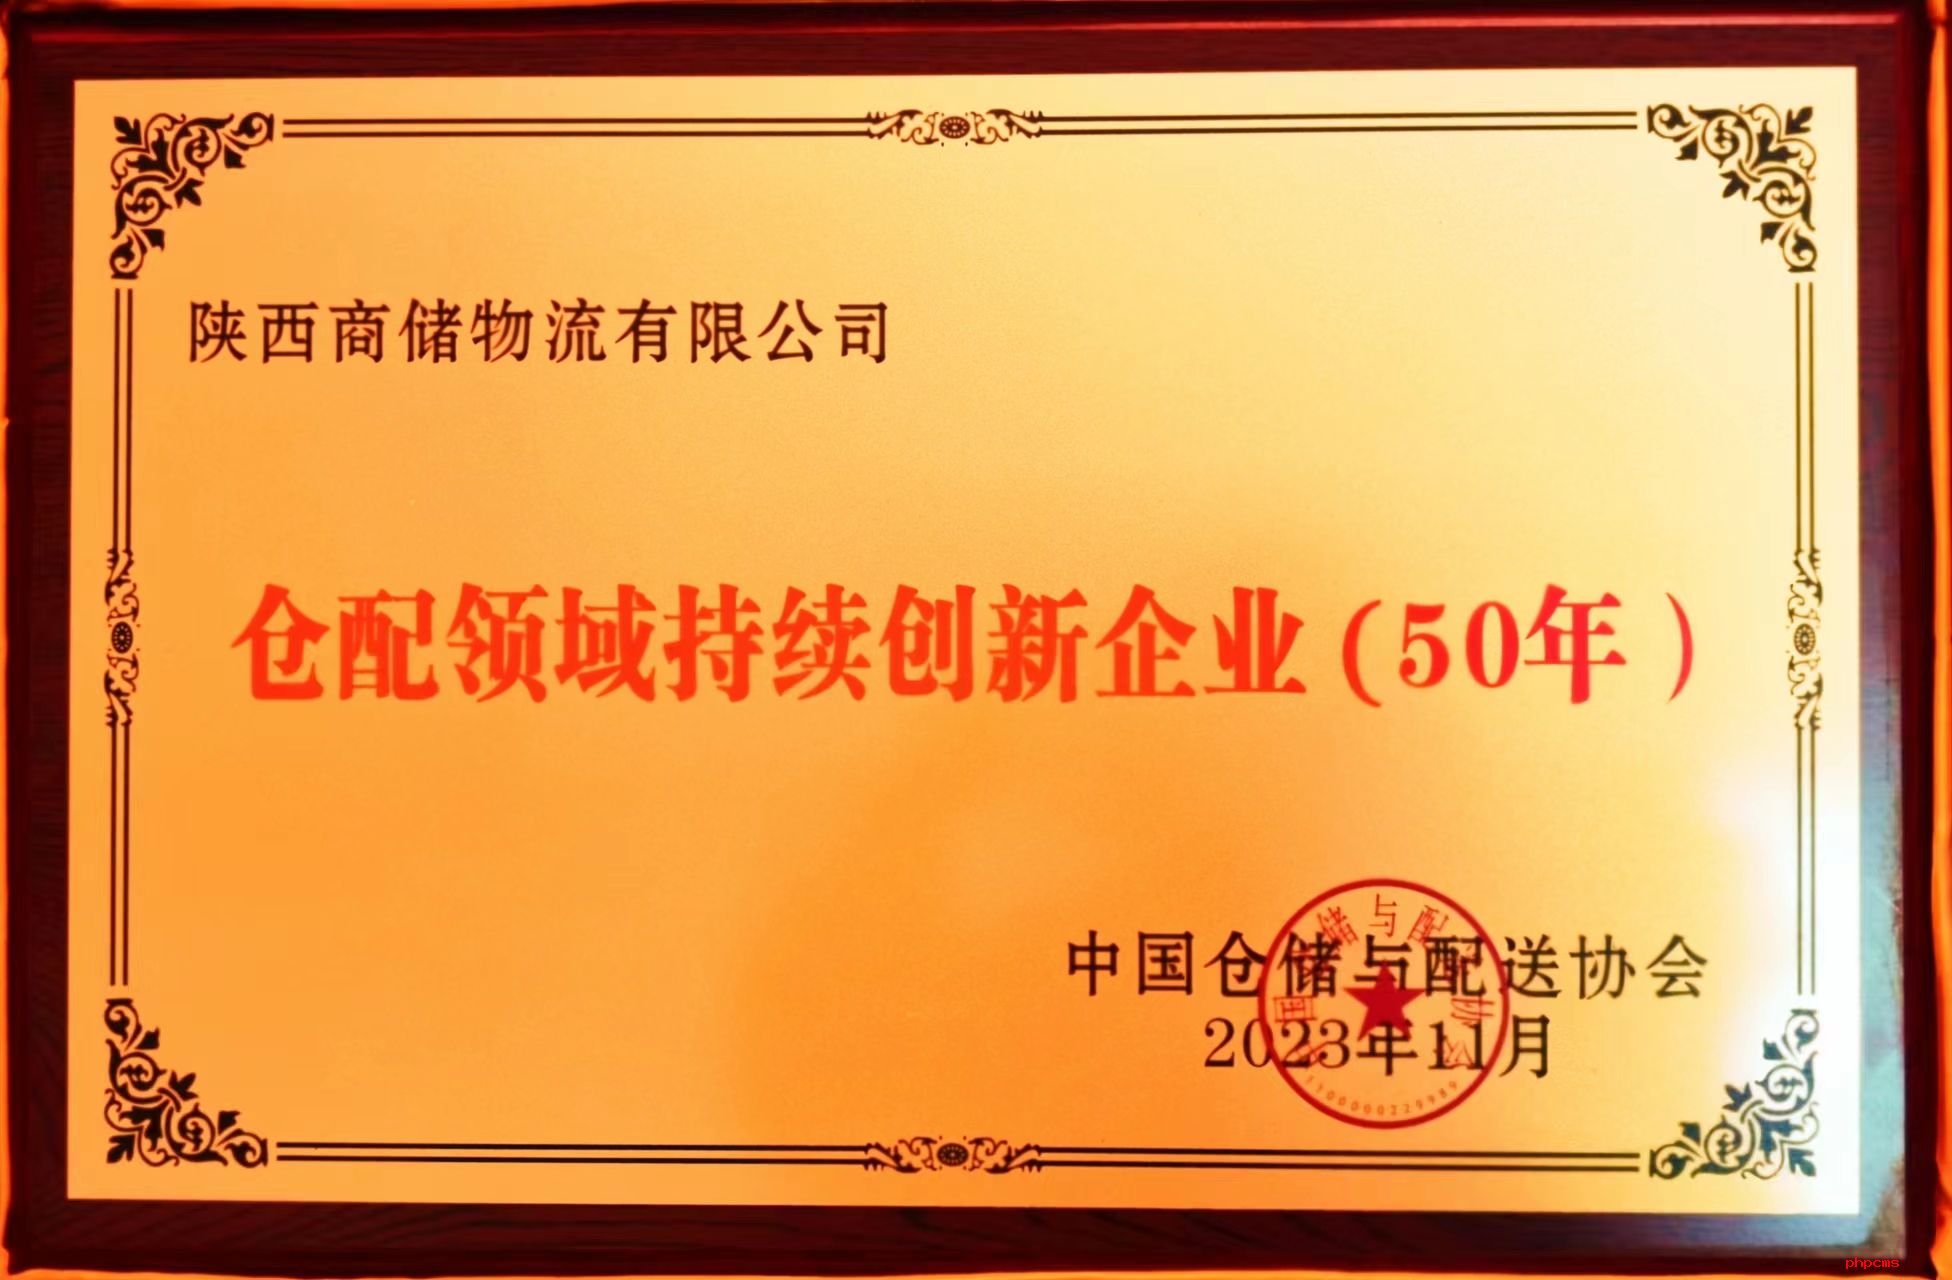 陕西商储物流有限公司
仓配领域持续创新企业(50年)
中国仓储与配送协会
2023年11月
phpcms